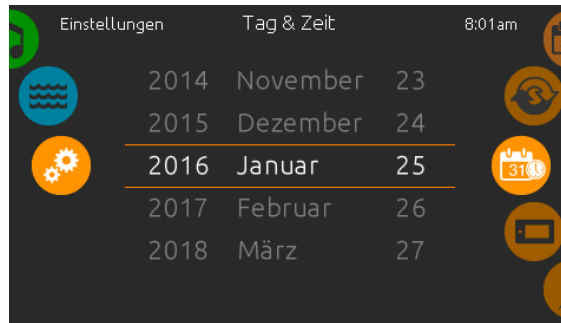 Einstellungen Tag & Zeit 8:01am
2014 November 23
2015 Dezember 24
2016 Januar 25
2017 Februar 26
2018 März 27
31